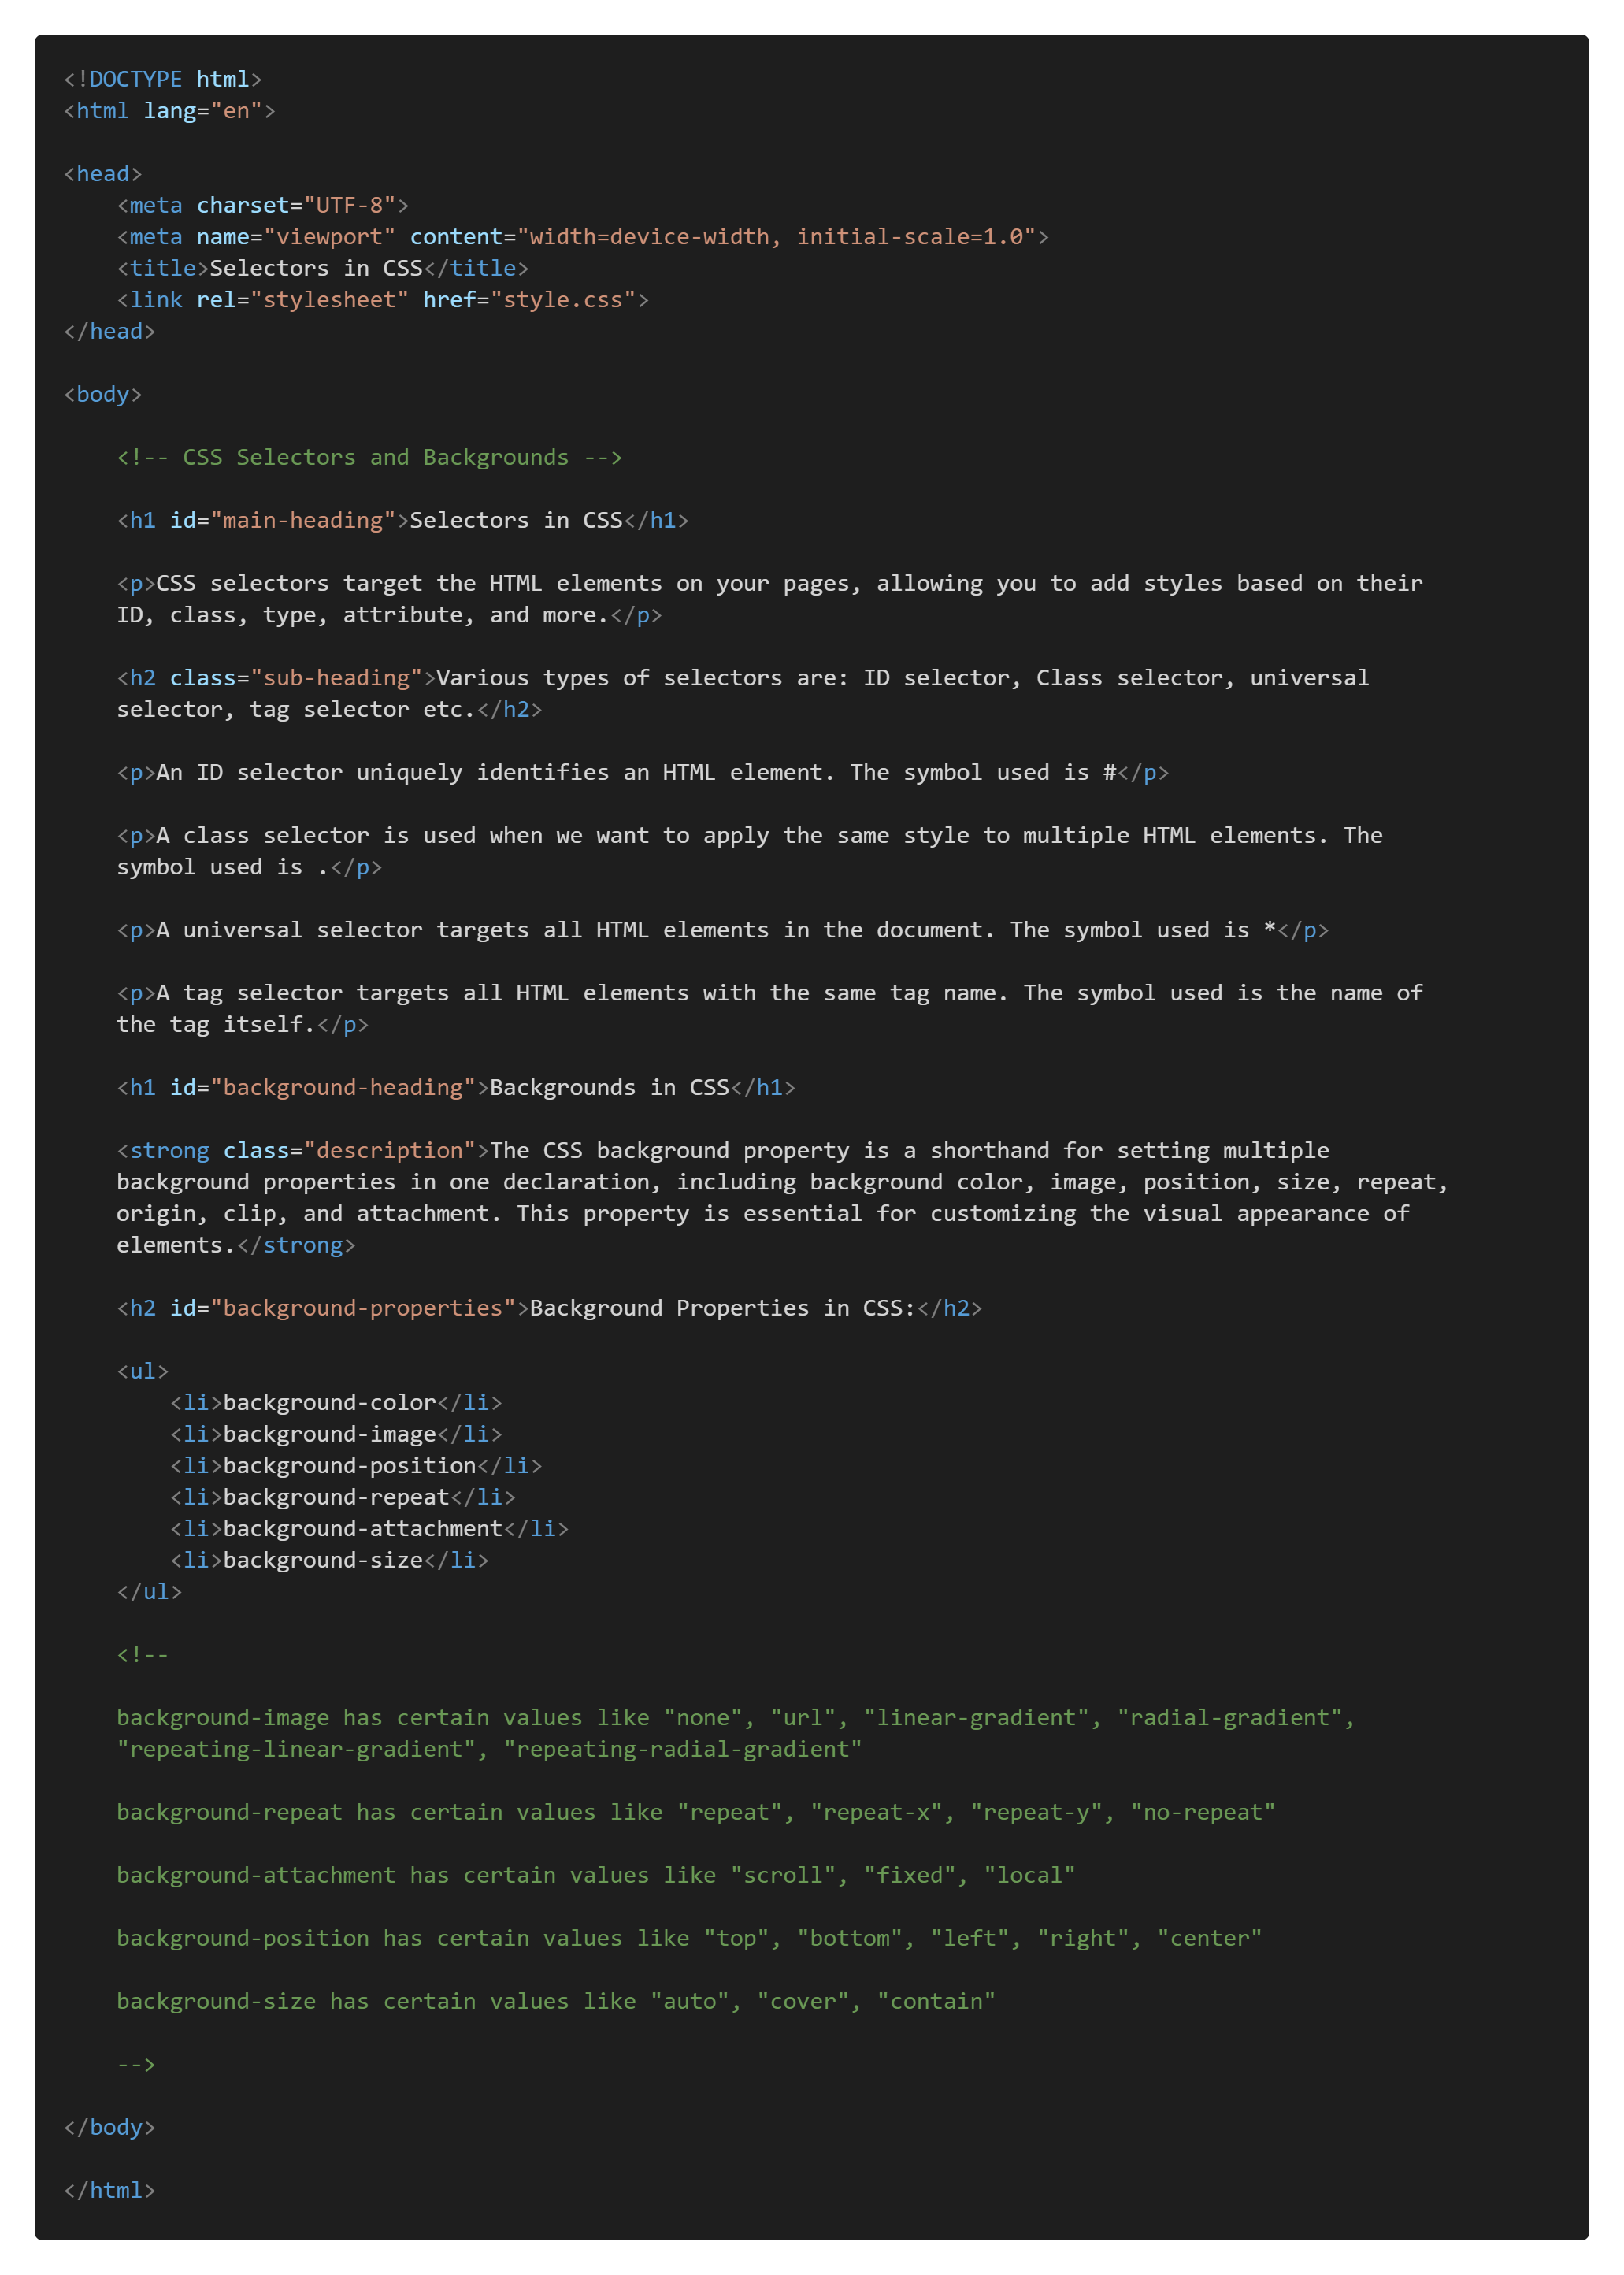 <!DOCTYPE html>
<html lang="en">
<head>
<meta charset="UTF-8">
<meta name="viewport" content="width=device-width, initial-scale=1.0">
<title>Selectors in CSS</title>
<link rel="stylesheet" href="style.css">
</head>
<body>
<!-- CSS Selectors and Backgrounds -->
<h1 id="main-heading">Selectors in CSS</h1>
<p>CSS selectors target the HTML elements on your pages, allowing you to add styles based on their
ID, class, type, attribute, and more.</p>
<h2 class="sub-heading">Various types of selectors are: ID selector, Class selector, universal
selector, tag selector etc.</h2>
<p>An ID selector uniquely identifies an HTML element. The symbol used is #</p>
<p>A class selector is used when we want to apply the same style to multiple HTML elements. The
symbol used is .</p>
<p>A universal selector targets all HTML elements in the document. The symbol used is *</p>
<p>A tag selector targets all HTML elements with the same tag name. The symbol used is the name of
the tag itself.</p>
<h1 id="background-heading">Backgrounds in CSS</h1>
<strong class="description">The CSS background property is a shorthand for setting multiple
background properties in one declaration, including background color, image, position, size, repeat,
origin, clip, and attachment. This property is essential for customizing the visual appearance of
elements.</strong>
<h2 id="background-properties">Background Properties in CSS:</h2>
<ul>
<li>background-color</li>
<li>background-image</li>
<li>background-position</li>
<li>background-repeat</li>
<li>background-attachment</li>
<li>background-size</li>
</ul>
<!--
background-image has certain values like "none", "url", "linear-gradient", "radial-gradient",
"repeating-linear-gradient", "repeating-radial-gradient"
background-repeat has certain values like "repeat", "repeat-x", "repeat-y", "no-repeat"
background-attachment has certain values like "scroll", "fixed", "local"
background-position has certain values like "top", "bottom", "left", "right", "center"
background-size has certain values like "auto", "cover", "contain"
-->
</body>
</html>